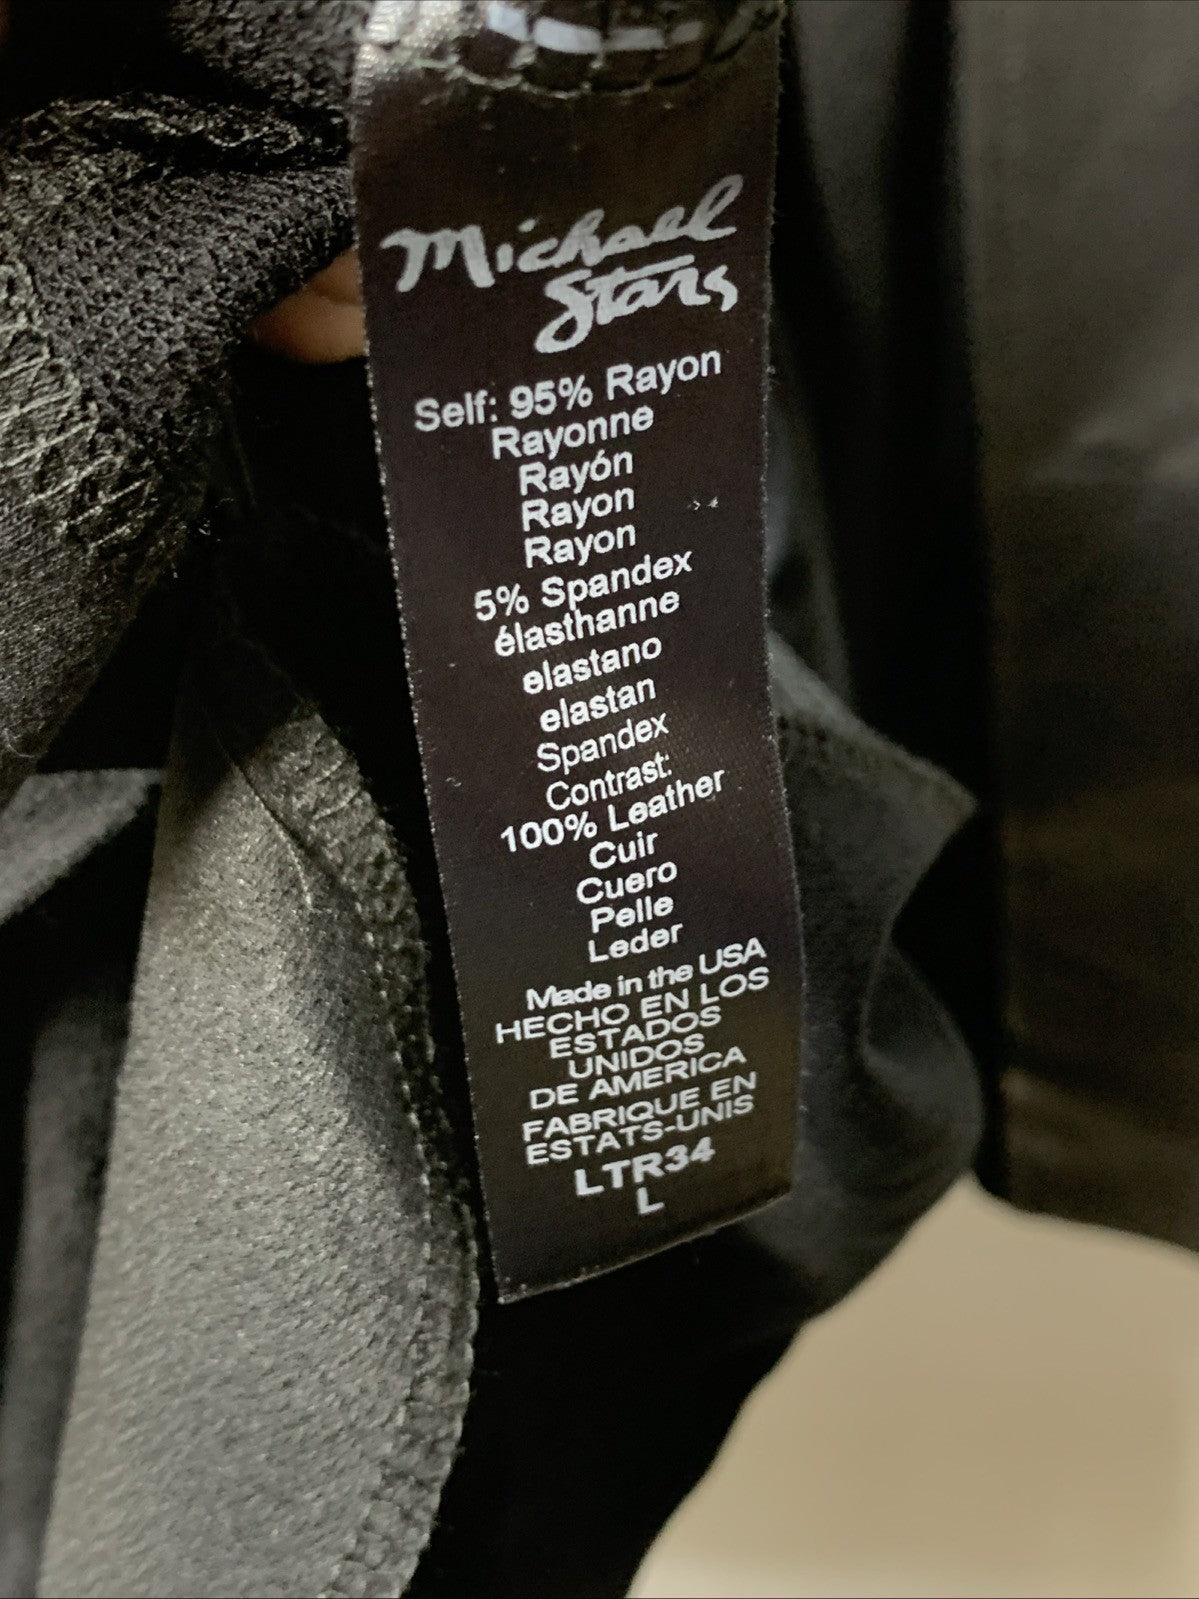 Michael
Stars
Self: 95% Rayon
Rayonne
Rayón
Rayon
Rayon
5% Spandex
élasthanne
elastano
elastan
Spandex
Contrast:
100% Leather
Cuir
Cuero
Pelle
Leder
Made in the USA
HECHO EN LOS
ESTADOS
UNIDOS
DE AMERICA
FABRIQUE EN
ESTATS-UNIS
LTR34
L